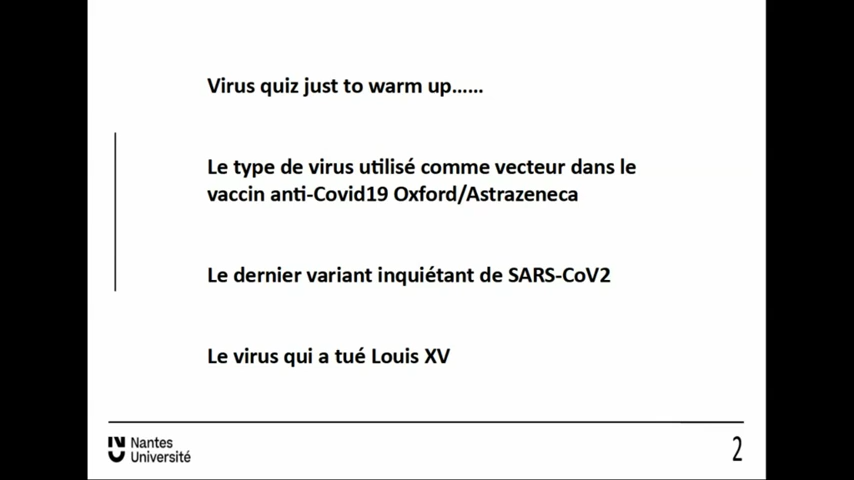 Virus quiz just to warm up......
Le type de virus utilisé comme vecteur dans le
vaccin anti-Covid19 Oxford/Astrazeneca
Le dernier variant inquiétant de SARS-CoV2
Le virus qui a tué Louis XV
Nantes
Université
2